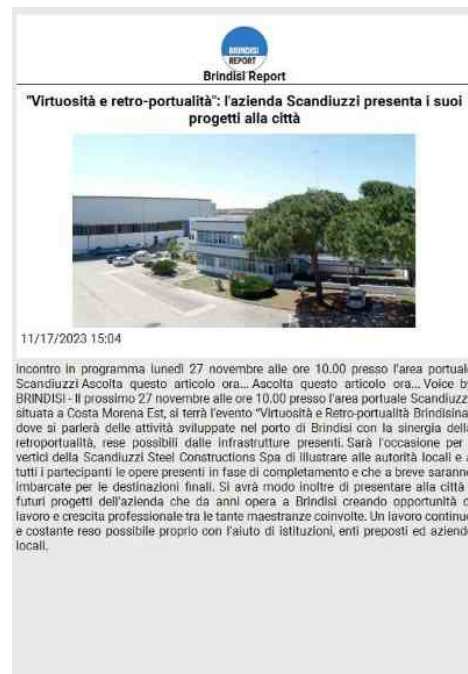 BRINDISI
REPORT
Brindisi Report
"Virtuosità e retro-portualità": l'azienda Scandiuzzi presenta i suoi
progetti alla città
11/17/2023 15:04
Incontro in programma lunedì 27 novembre alle ore 10.00 presso l'area portuale
Scandiuzzi Ascolta questo articolo ora... Ascolta questo articolo ora... Voice by
BRINDISI - Il prossimo 27 novembre alle ore 10.00 presso l'area portuale Scandiuzzi
situata a Costa Morena Est, si terrà l'evento "Virtuosità e Retro-portualità Brindisina"
dove si parlerà delle attività sviluppate nel porto di Brindisi con la sinergia della
retroportualità, rese possibili dalle infrastrutture presenti. Sarà l'occasione per i
vertici della Scandiuzzi Steel Constructions Spa di illustrare alle autorità locali e a
tutti i partecipanti le opere presenti in fase di completamento e che a breve saranno
imbarcate per le destinazioni finali. Si avrà modo inoltre di presentare alla città i
futuri progetti dell'azienda che da anni opera a Brindisi creando opportunità di
lavoro e crescita professionale tra le tante maestranze coinvolte. Un lavoro continuo
e costante reso possibile proprio con l'aiuto di istituzioni, enti preposti ed aziende
locali.